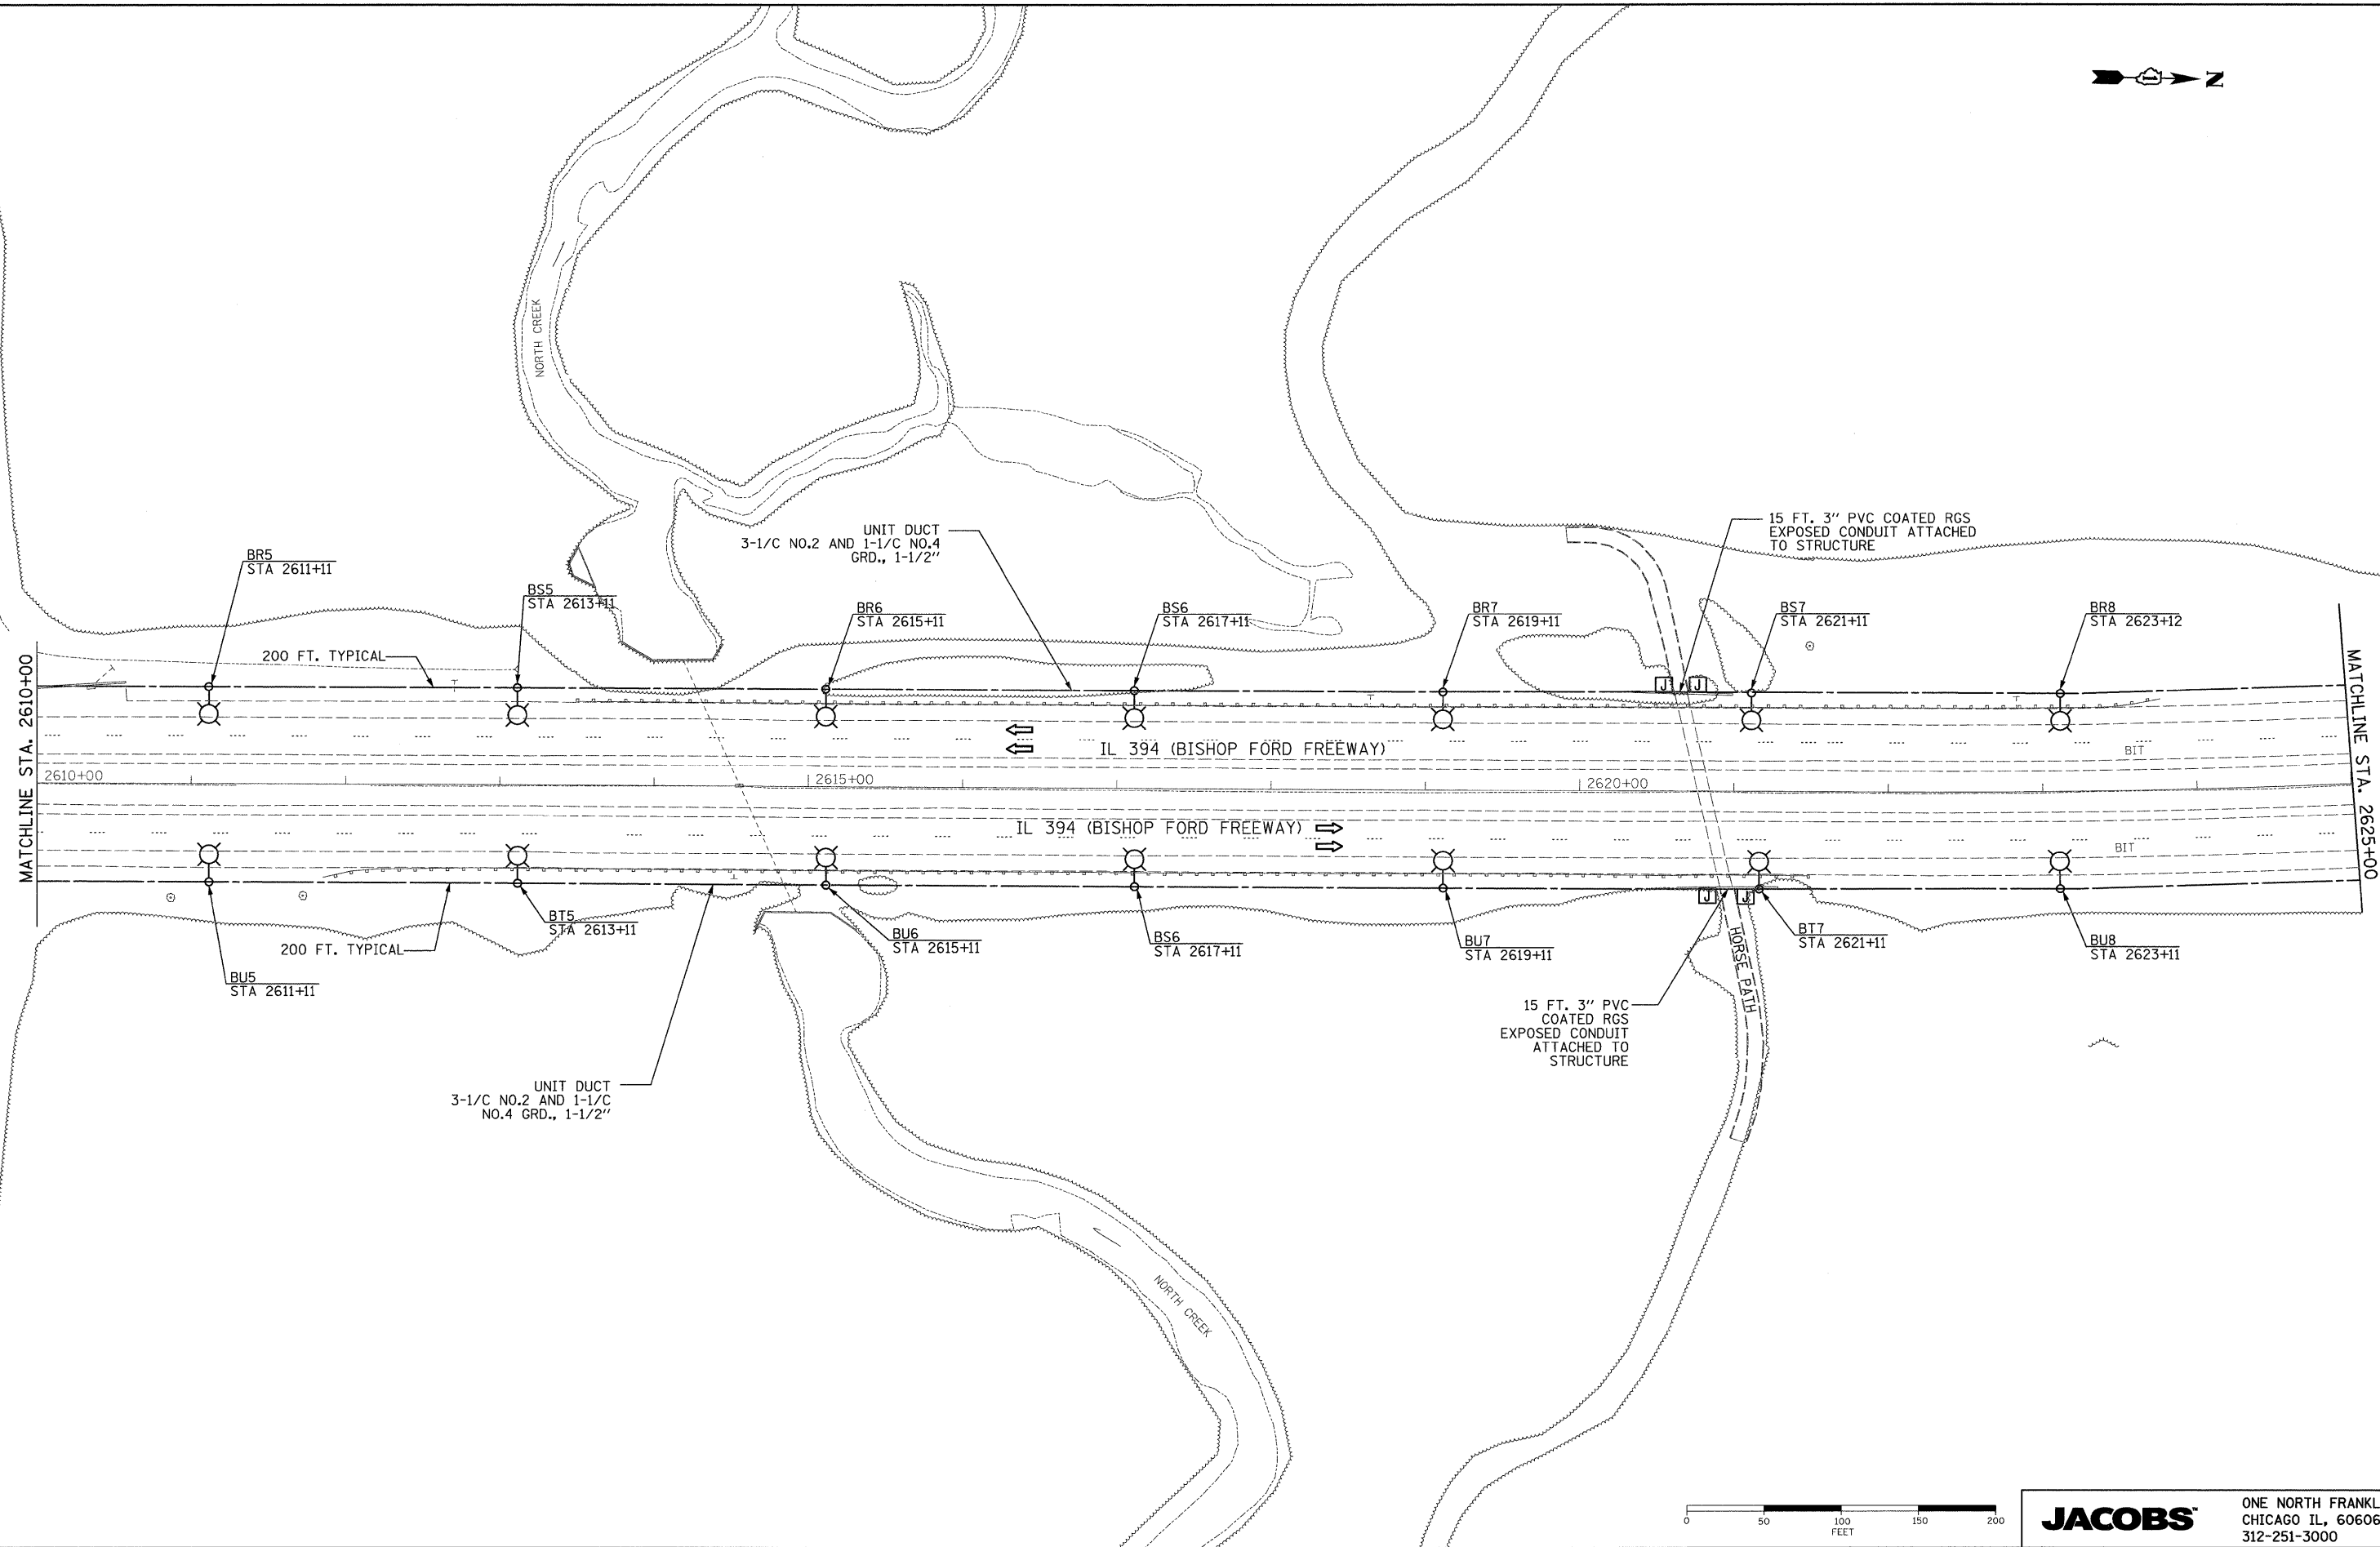 N
NORTH CREEK
UNIT DUCT
3-1/C NO.2 AND 1-1/C NO.4
GRD., 1-1/2"
15 FT. 3" PVC COATED RGS
EXPOSED CONDUIT ATTACHED
TO STRUCTURE
BR5
STA 2611+11
BS5
STA 2613+11
BR6
STA 2615+11
BS6
STA 2617+11
BR7
STA 2619+11
BS7
STA 2621+11
BR8
STA 2623+12
200 FT. TYPICAL
J
J
MATCHLINE STA. 2610+00
MATCHLINE STA. 2625+00
IL 394 (BISHOP FORD FREEWAY)
BIT
2610+00
2615+00
2620+00
IL 394 (BISHOP FORD FREEWAY)
BIT
J
J
200 FT. TYPICAL
BU5
STA 2611+11
BT5
STA 2613+11
BU6
STA 2615+11
BS6
STA 2617+11
BU7
STA 2619+11
BT7
STA 2621+11
BU8
STA 2623+11
HORSE PATH
15 FT. 3" PVC
COATED RGS
EXPOSED CONDUIT
ATTACHED TO
STRUCTURE
UNIT DUCT
3-1/C NO.2 AND 1-1/C
NO.4 GRD., 1-1/2"
NORTH CREEK
0 50 100 150 200
FEET
JACOBS™
ONE NORTH FRANKL
CHICAGO IL, 60606
312-251-3000